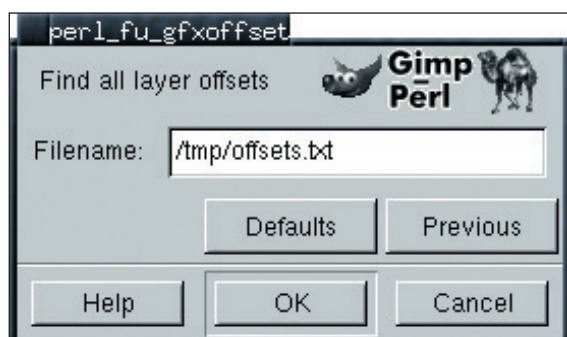 perl_fu_gfxoffset
Find all layer offsets
Gimp
Perl
Filename: /tmp/offsets.txt
Defaults Previous
Help OK Cancel